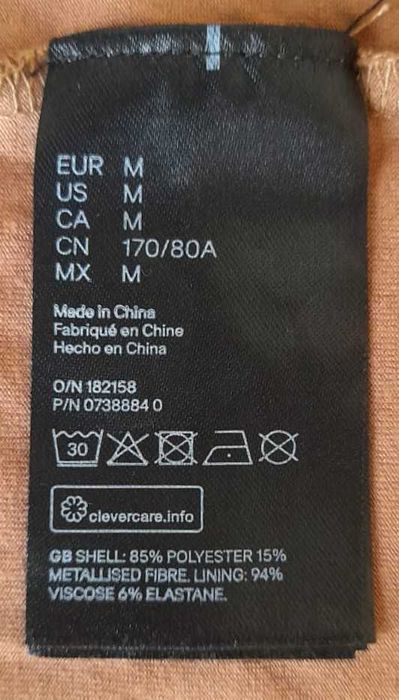 EUR M
US M
CA M
CN 170/80A
MX M
Made in China
Fabriqué en Chine
Hecho en China
O/N 182158
P/N 0738884 0
30
clevercare.info
GB SHELL: 85% POLYESTER 15%
METALLISED FIBRE. LINING: 94%
VISCOSE 6% ELASTANE.